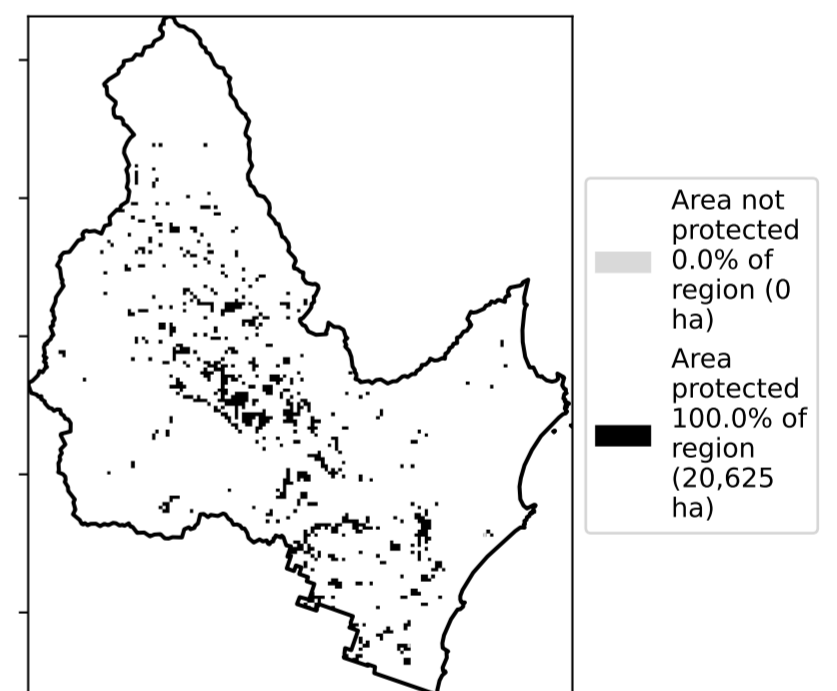 Area not
protected
0.0% of
region (0
ha)
Area
protected
100.0% of
region
(20,625
ha)